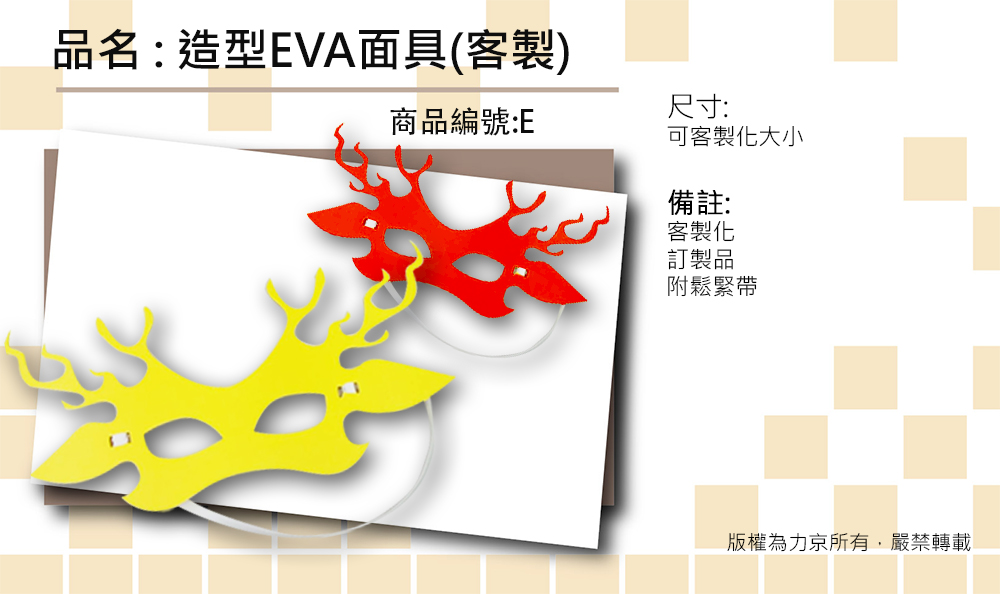 品名 : 造型EVA面具(客製)
商品編號:E
尺寸:
可客製化大小
備註:
客製化
訂製品
附鬆緊帶
版權為力京所有，嚴禁轉載